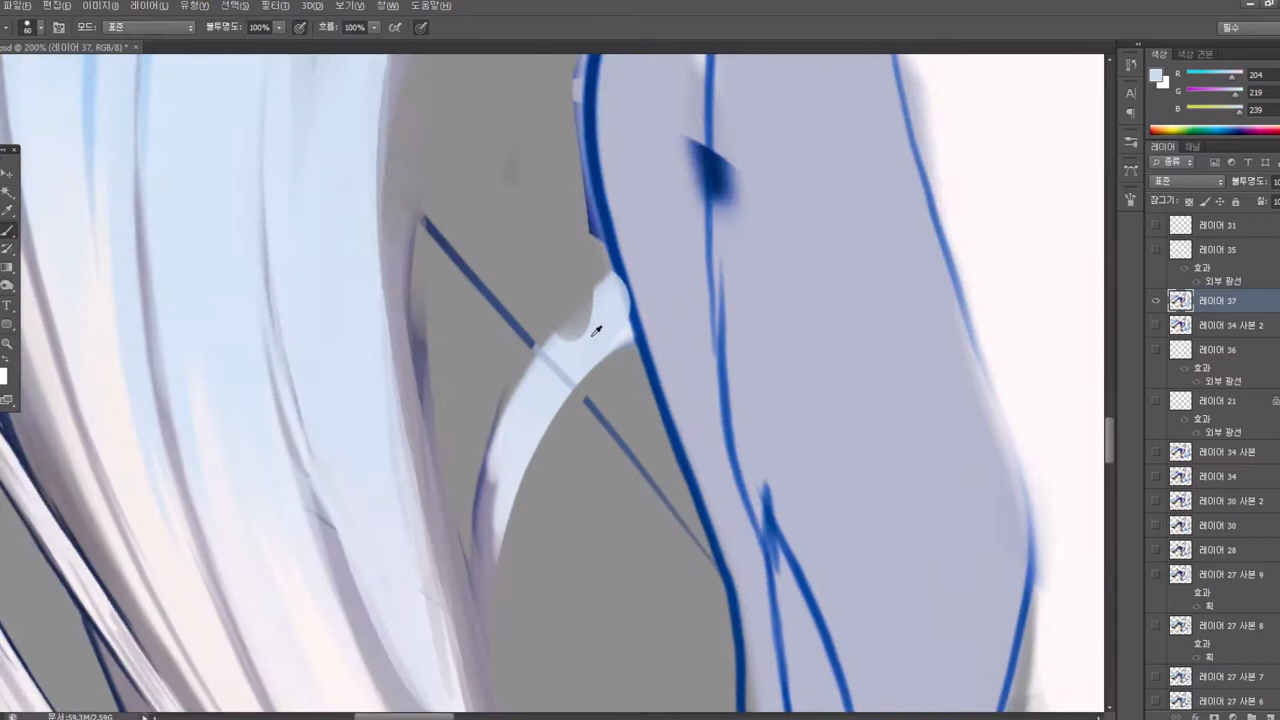 파일(F) 편집(E) 이미지(I) 레이어(L) 유형(Y) 선택(S) 필터(T) 3D(D) 보기(V) 창(W) 도움말(H)
60 모드: 표준 불투명도: 100% 흐름: 100% 필수
psd @ 200% (레이어 37, RGB/8) *
색상 색상 견본
R 204
G 219
B 239
레이어 채널
종류
표준 불투명도:
잠그기: 칠:
레이어 31
레이어 35
효과
외부 광선
레이어 37
레이어 34 사본 2
레이어 36
효과
외부 광선
레이어 21
효과
외부 광선
레이어 34 사본
레이어 34
레이어 30 사본 2
레이어 30
레이어 28
레이어 27 사본 9
효과
획
레이어 27 사본 8
효과
획
레이어 27 사본 7
레이어 27 사본 6
문서:59.3M/2.59G